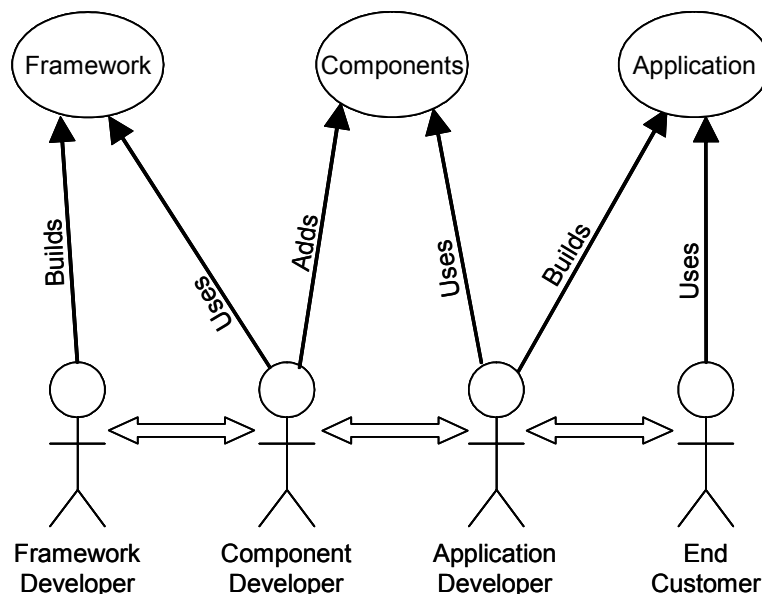 Framework
Components
Application
Builds
Uses
Adds
Uses
Builds
Uses
Framework
Developer
Component
Developer
Application
Developer
End
Customer